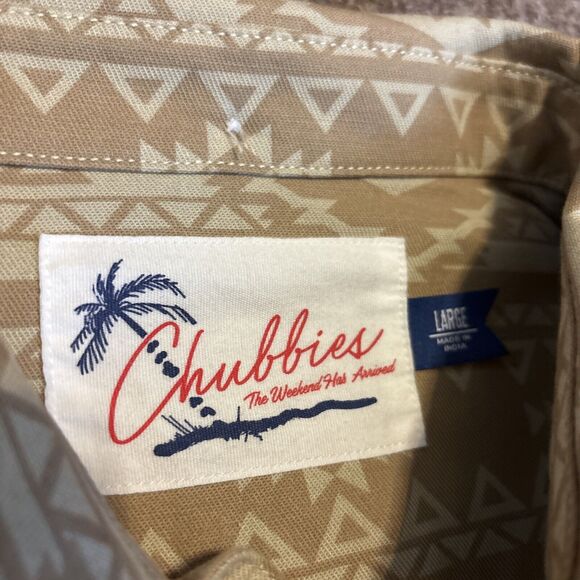 Chubbies
The Weekend Has Arrived
LARGE
MADE IN
INDIA